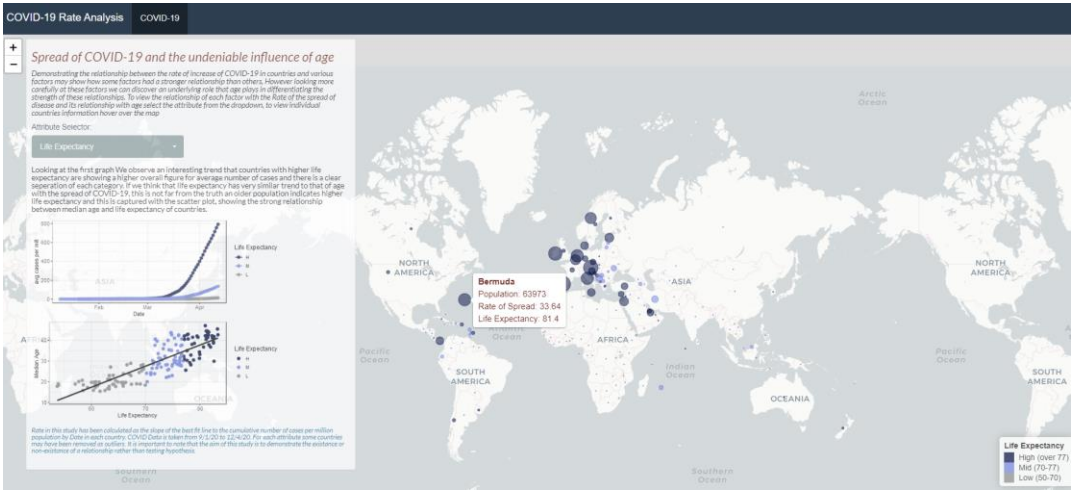 COVID-19 Rate Analysis COVID-19
+
−
Spread of COVID-19 and the undeniable influence of age
Demonstrating the relationship between the rate of increase of COVID-19 in countries and various
factors may show how some factors had a stronger relationship than others. However looking more
carefully at these factors we can discover an underlying role that age plays in differentiating the
strength of these relationships. To view the relationship of each factor with the Rate of the spread of
disease and its relationship with age select the attribute from the dropdown, to view individual
countries information hover over the map
Attribute Selector:
Life Expectancy
Looking at the first graph We observe an interesting trend that countries with higher life
expectancy are showing a higher overall figure for average number of cases and there is a clear
seperation of each category. If we think that life expectancy has very similar trend to that of age
with the spread of COVID-19, this is not far from the truth an older population indicates higher
life expectancy and this is captured with the scatter plot, showing the strong relationship
between median age and life expectancy of countries.
400
200
0
Feb Mar Apr
Date
Life Expectancy
H
M
L
ASIA
Median Age
40
30
20
10
60 70 80
Life Expectancy
Life Expectancy
H
M
L
OCEANIA
Rate in this study has been calculated as the slope of the best fit line to the cumulative number of cases per million
population by Date in each country. COVID Data is taken from 9/1/20 to 12/4/20. For each attribute some countries
may have been removed as outliers. It is important to note that the aim of this study is to demonstrate the existance or
non-existance of a relationship rather than testing hypothesis
Southern
Ocean
Arctic
Ocean
NORTH
AMERICA
Bermuda
Population: 63973
Rate of Spread: 33.64
Life Expectancy: 81.4
Atlantic
Ocean
ASIA
AFRICA
Pacific
Ocean
SOUTH
AMERICA
Indian
Ocean
OCEANIA
Southern
Ocean
NORTH
AMERICA
Pacific
Ocean
SOUTH
AMERICA
Life Expectancy
High (over 77)
Mid (70-77)
Low (50-70)